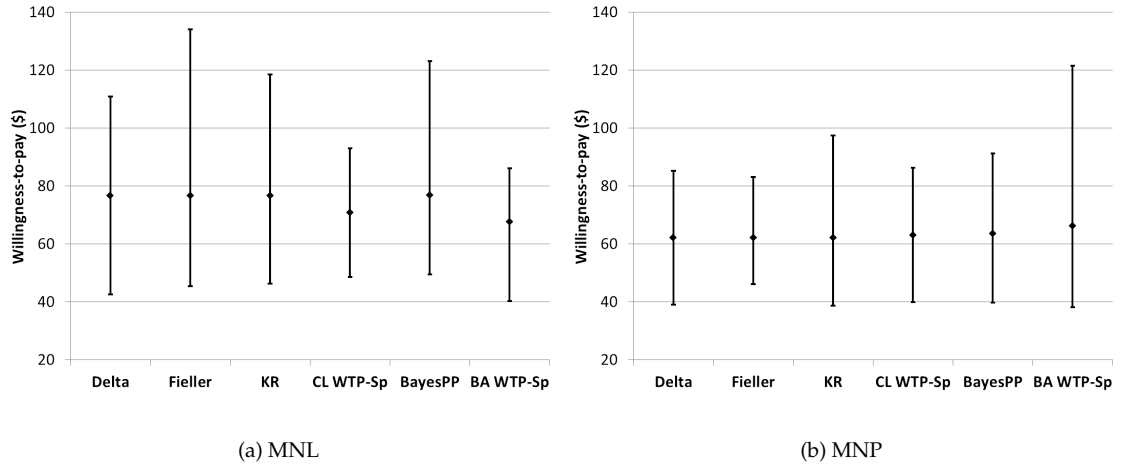 140
120
100
80
60
40
20
Willingness-to-pay ($)
Delta Fieller KR CL WTP-Sp BayesPP BA WTP-Sp
(a) MNL
140
120
100
80
60
40
20
Willingness-to-pay ($)
Delta Fieller KR CL WTP-Sp BayesPP BA WTP-Sp
(b) MNP